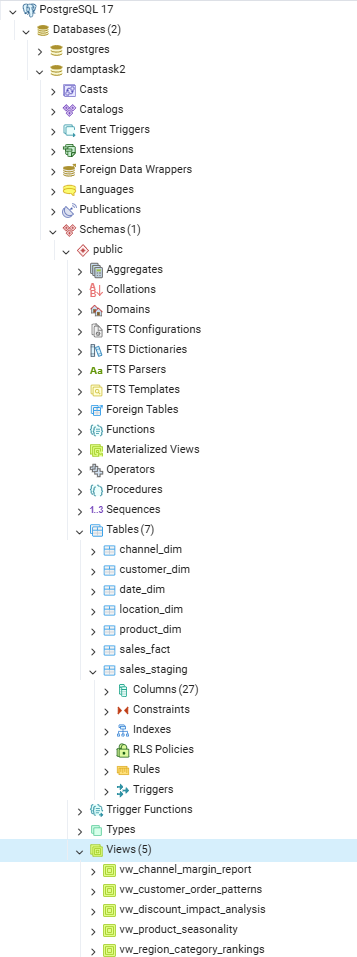 PostgreSQL 17
Databases (2)
postgres
rdamptask2
Casts
Catalogs
Event Triggers
Extensions
Foreign Data Wrappers
Languages
Publications
Schemas (1)
public
Aggregates
Collations
Domains
FTS Configurations
FTS Dictionaries
Aa FTS Parsers
FTS Templates
Foreign Tables
Functions
Materialized Views
Operators
Procedures
1..3 Sequences
Tables (7)
channel_dim
customer_dim
date_dim
location_dim
product_dim
sales_fact
sales_staging
Columns (27)
Constraints
Indexes
RLS Policies
Rules
Triggers
Trigger Functions
Types
Views (5)
vw_channel_margin_report
vw_customer_order_patterns
vw_discount_impact_analysis
vw_product_seasonality
vw_region_category_rankings